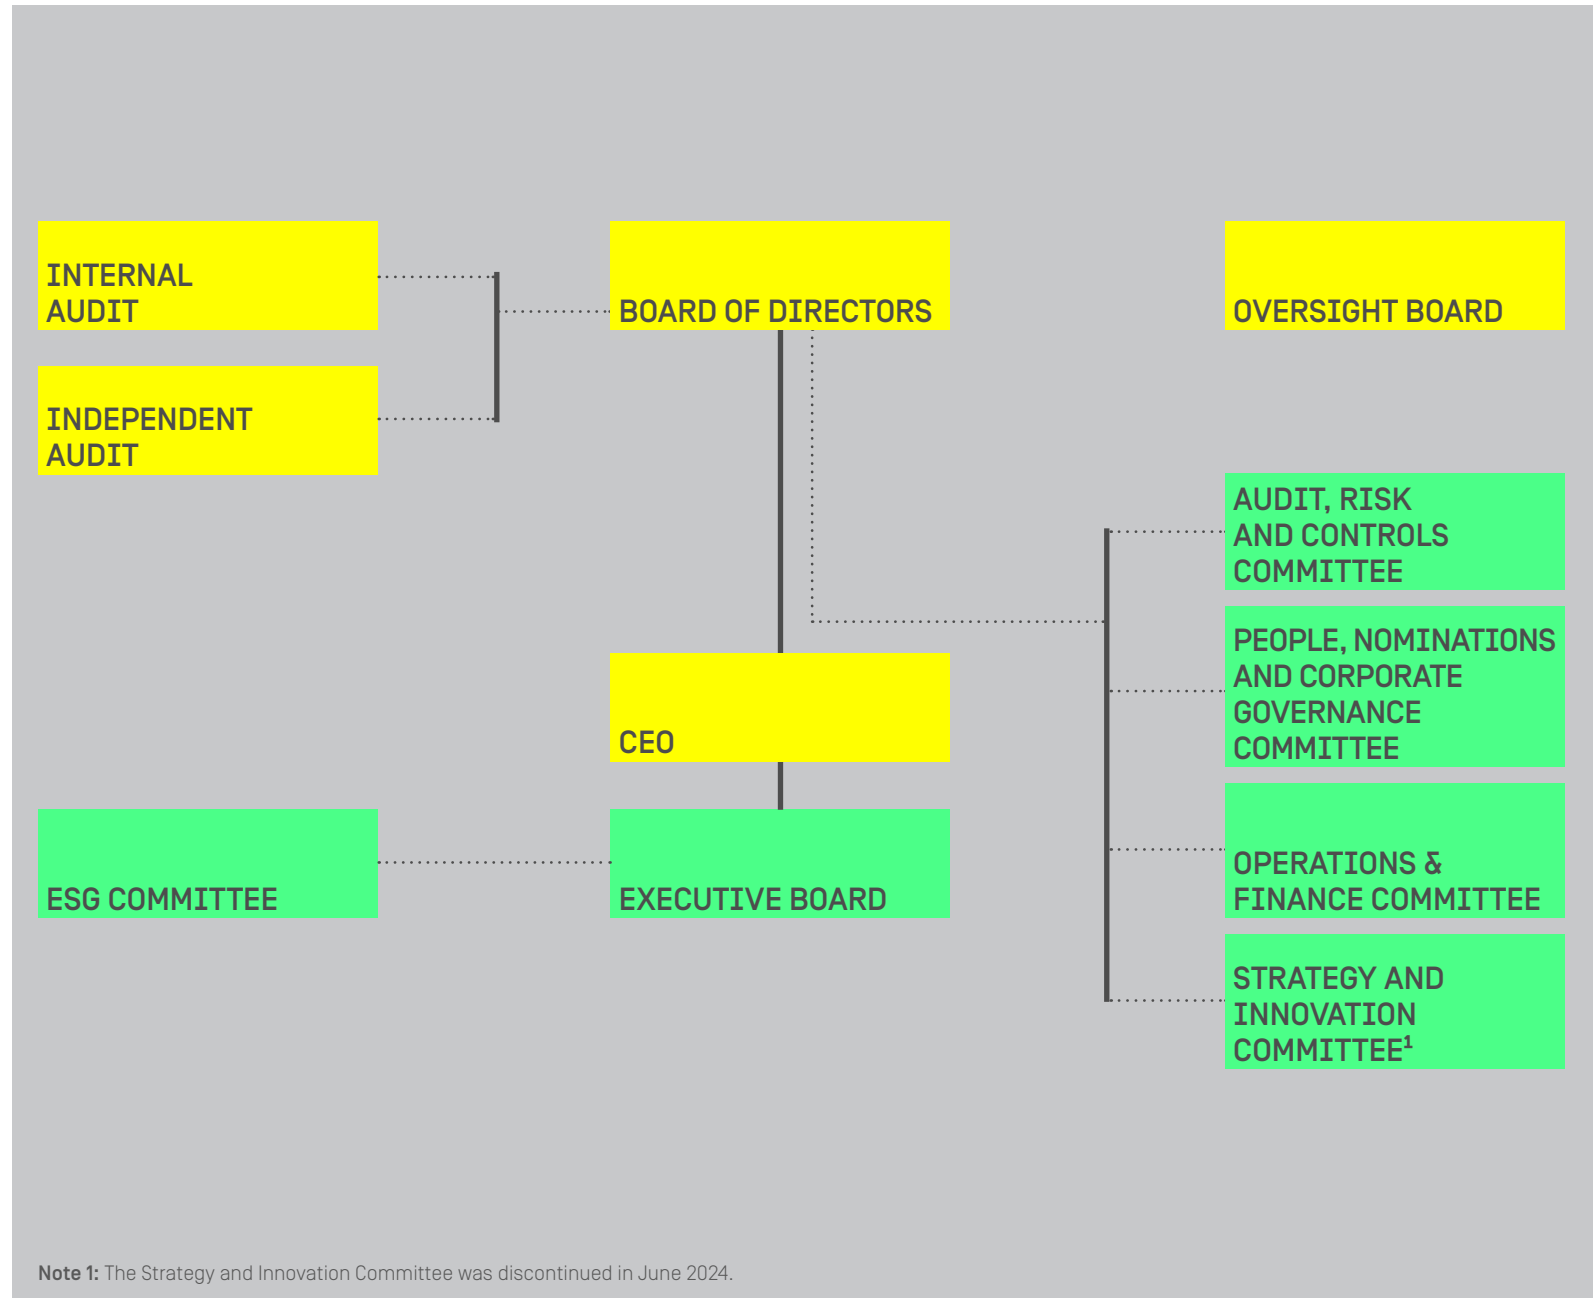 INTERNAL
AUDIT
BOARD OF DIRECTORS
OVERSIGHT BOARD
INDEPENDENT
AUDIT
AUDIT, RISK
AND CONTROLS
COMMITTEE
PEOPLE, NOMINATIONS
AND CORPORATE
GOVERNANCE
COMMITTEE
CEO
ESG COMMITTEE
EXECUTIVE BOARD
OPERATIONS &
FINANCE COMMITTEE
STRATEGY AND
INNOVATION
COMMITTEE¹
Note 1: The Strategy and Innovation Committee was discontinued in June 2024.